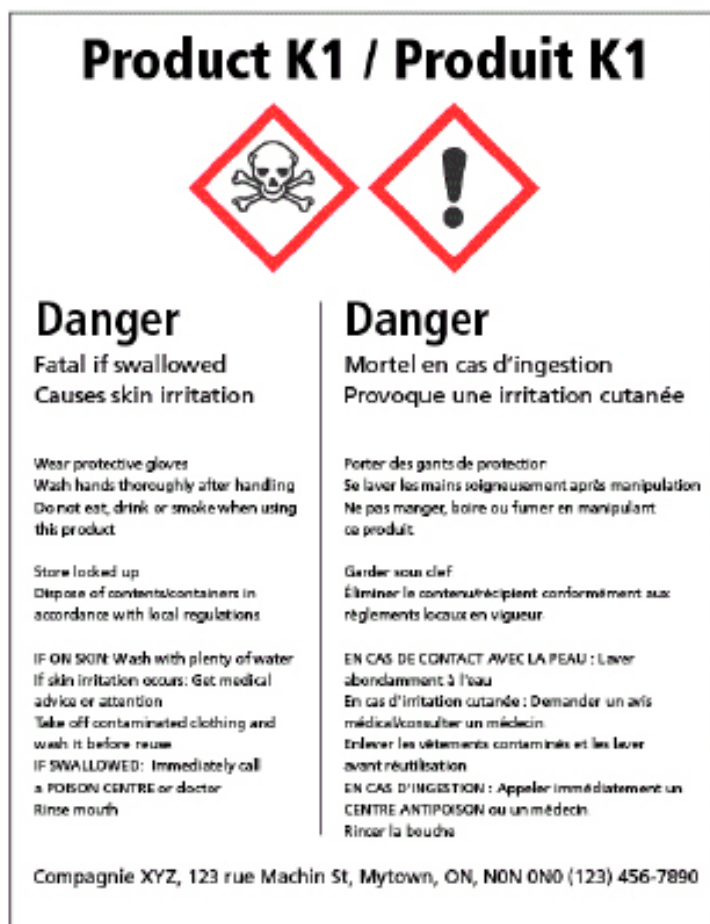 Product K1 / Produit K1
Danger
Fatal if swallowed
Causes skin irritation
Wear protective gloves
Wash hands thoroughly after handling
Do not eat, drink or smoke when using
this product
Store locked up
Dispose of contents/containers in
accordance with local regulations
IF ON SKIN: Wash with plenty of water
If skin irritation occurs: Get medical
advice or attention
Take off contaminated clothing and
wash it before reuse
IF SWALLOWED: Immediately call
a POISON CENTRE or doctor
Rinse mouth
Danger
Mortel en cas d'ingestion
Provoque une irritation cutanée
Porter des gants de protection
Se laver les mains soigneusement après manipulation
Ne pas manger, boire ou fumer en manipulant
ce produit
Garder sous clef
Éliminer le contenu/récipient conformément aux
règlements locaux en vigueur
EN CAS DE CONTACT AVEC LA PEAU : Laver
abondamment à l'eau
En cas d'irritation cutanée : Demander un avis
médical/consulter un médecin
Enlever les vêtements contaminés et les laver
avant réutilisation
EN CAS D'INGESTION : Appeler immédiatement un
CENTRE ANTIPOISON ou un médecin
Rincer la bouche
Compagnie XYZ, 123 rue Machin St, Mytown, ON, N0N 0N0 (123) 456-7890